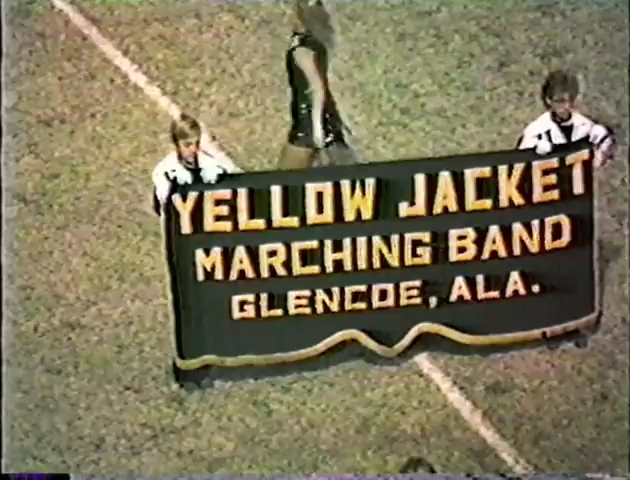 YELLOW JACKET
MARCHING BAND
GLENCOE, ALA.